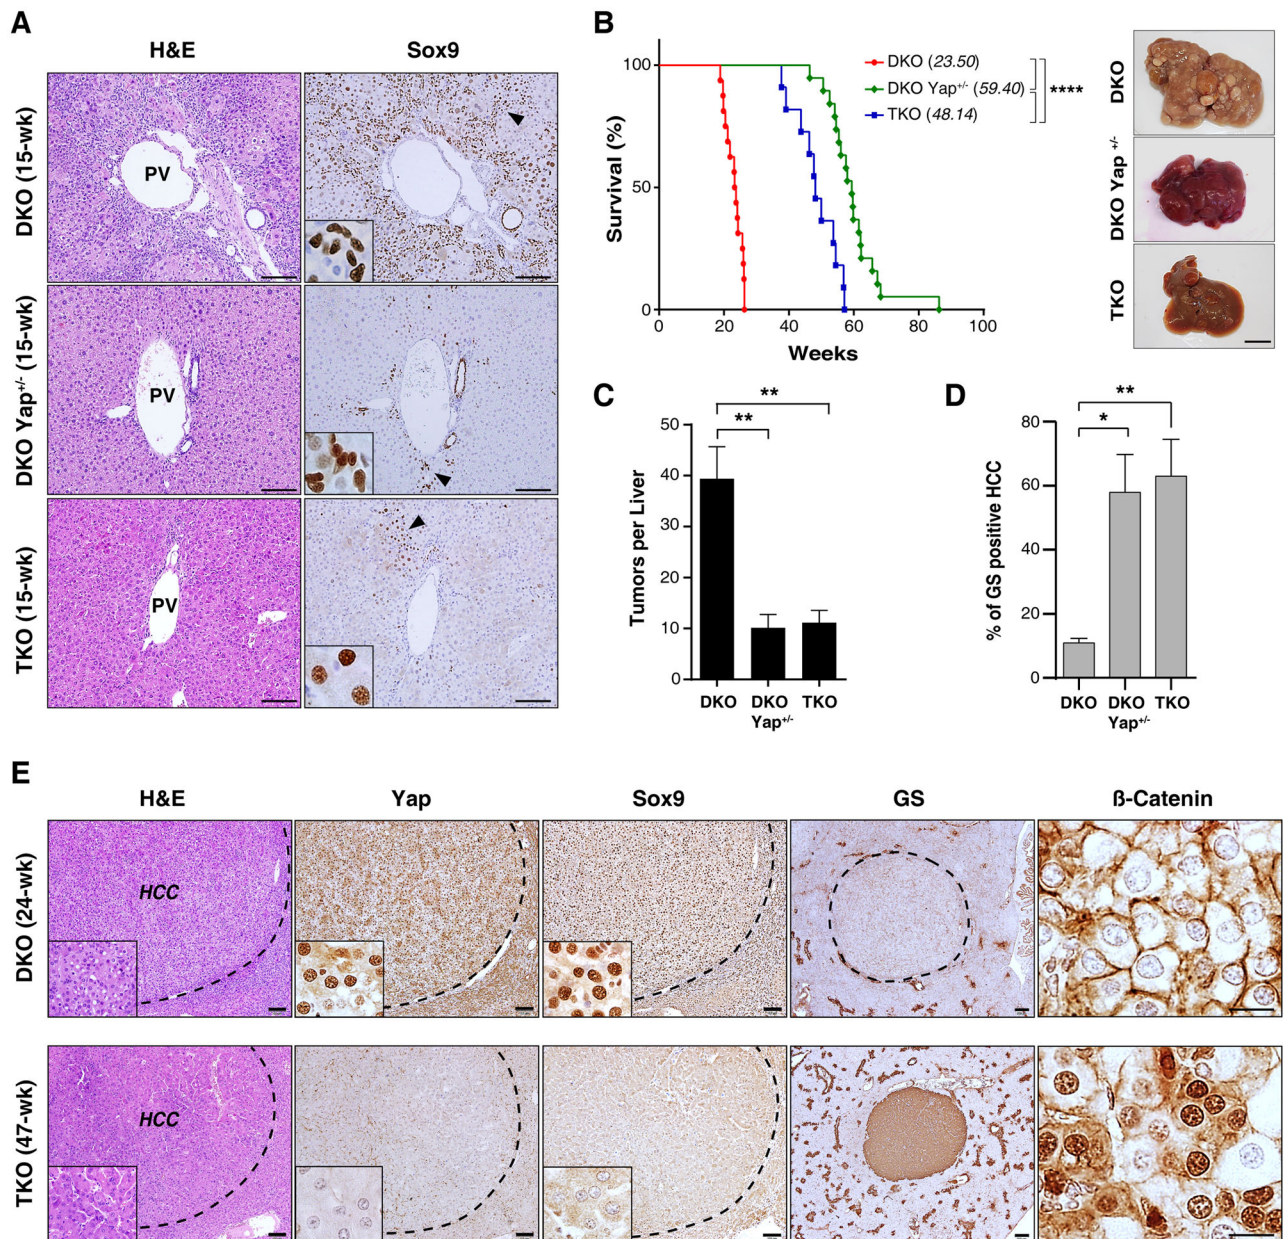 A
H&E
Sox9
DKO (15-wk)
PV
DKO Yap+/- (15-wk)
PV
TKO (15-wk)
PV
B
Survival (%)
100
50
0
0
20
40
60
80
100
Weeks
DKO (23.50)
DKO Yap+/- (59.40)
TKO (48.14)
****
DKO
DKO Yap +/-
TKO
C
Tumors per Liver
50
40
30
20
10
0
**
**
DKO
DKO
Yap+/-
TKO
D
% of GS positive HCC
80
60
40
20
0
**
*
DKO
DKO
Yap+/-
TKO
E
H&E
Yap
Sox9
GS
ß-Catenin
DKO (24-wk)
HCC
TKO (47-wk)
HCC